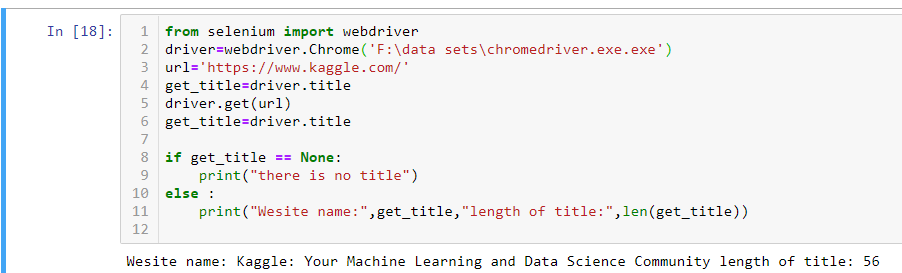 In [18]:
1 from selenium import webdriver
2 driver=webdriver.Chrome('F:\data sets\chromedriver.exe.exe')
3 url='https://www.kaggle.com/'
4 get_title=driver.title
5 driver.get(url)
6 get_title=driver.title
7
8 if get_title == None:
9     print("there is no title")
10 else :
11     print("Wesite name:",get_title,"length of title:",len(get_title))
12
Wesite name: Kaggle: Your Machine Learning and Data Science Community length of title: 56